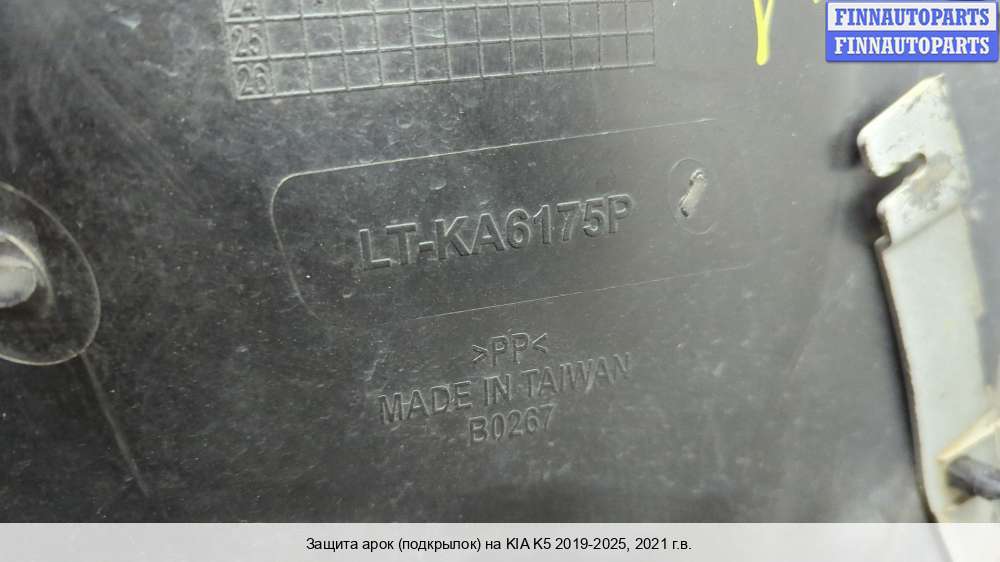 FINNAUTOPARTS
FINNAUTOPARTS
25
26
LT-KA6175P
>PP<
MADE IN TAIWAN
B0267
Защита арок (подкрылок) на KIA K5 2019-2025, 2021 г.в.